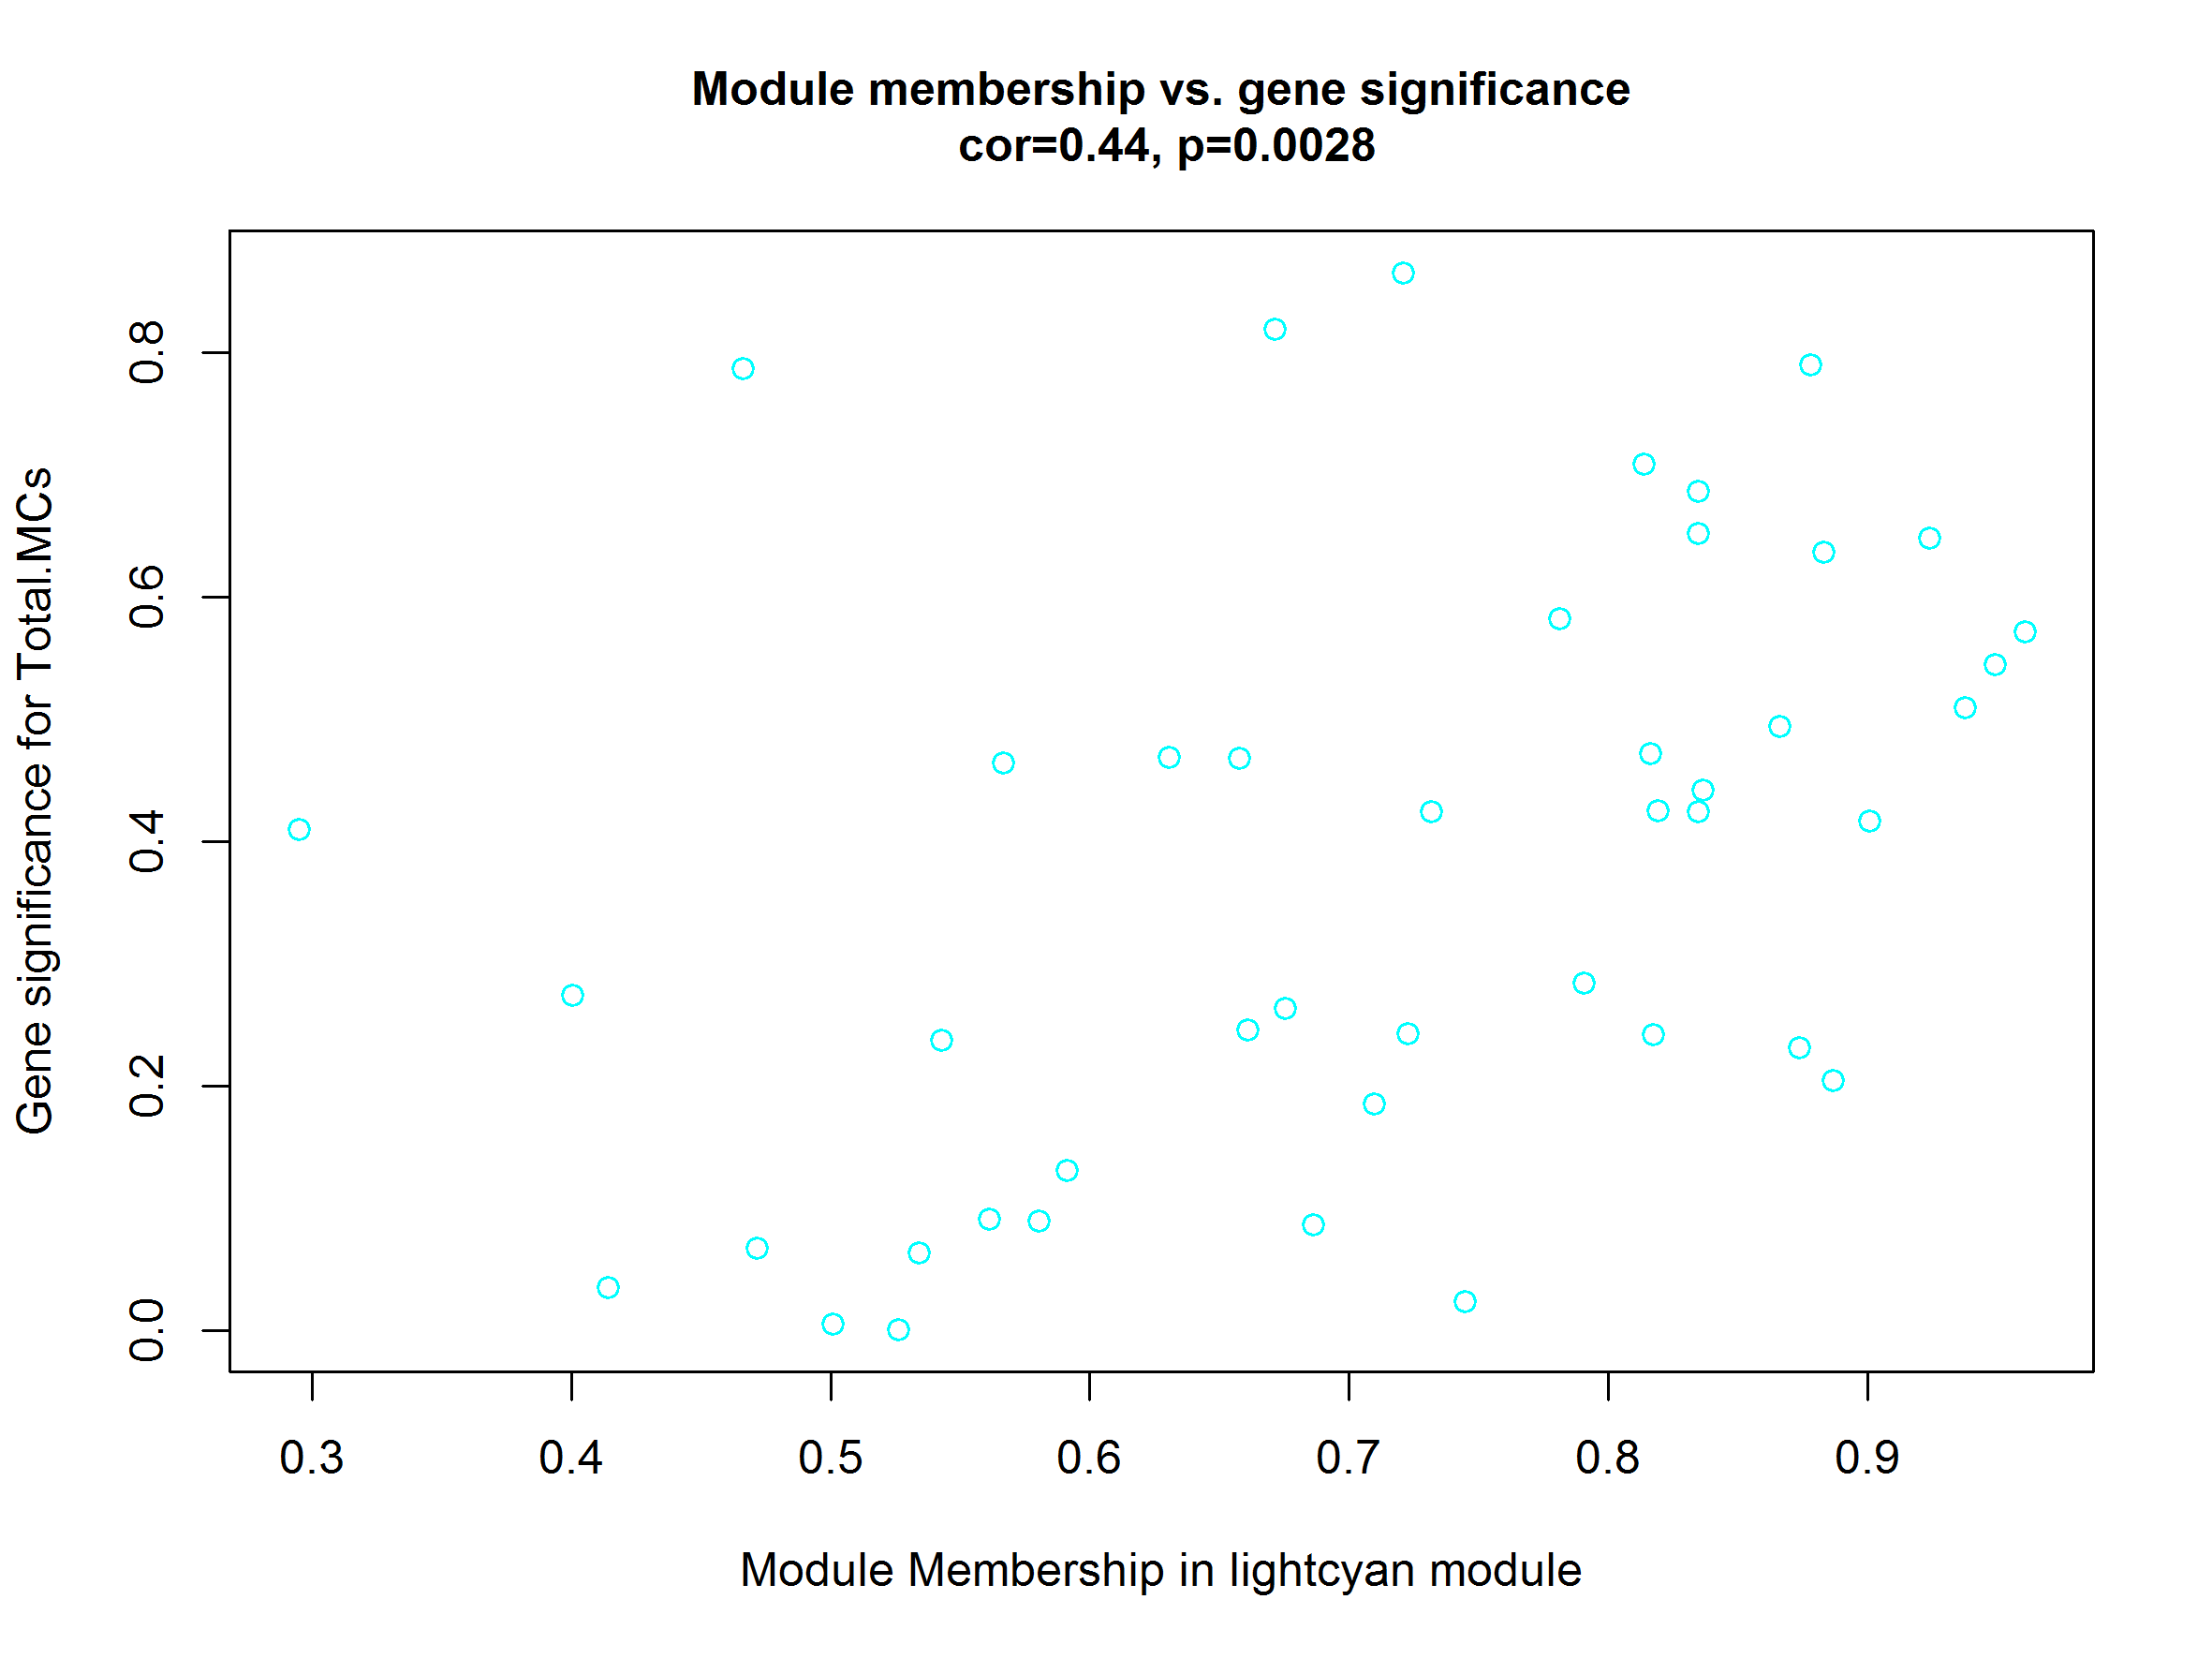 Module membership vs. gene significance
cor=0.44, p=0.0028
Gene significance for Total.MCs
0.8
0.6
0.4
0.2
0.0
0.3 0.4 0.5 0.6 0.7 0.8 0.9
Module Membership in lightcyan module